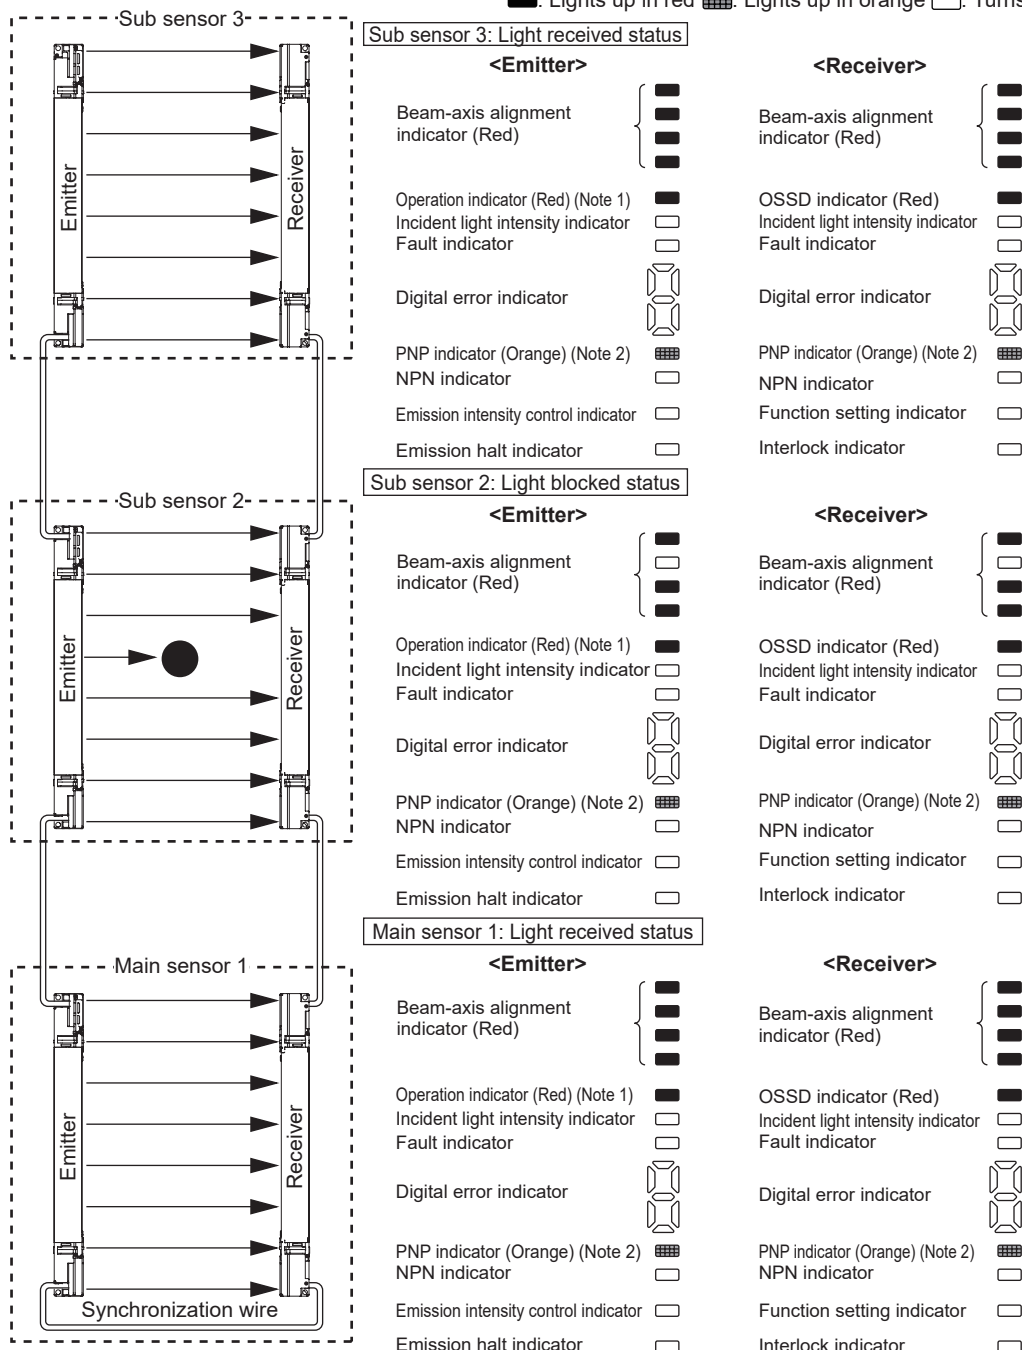 : Lights up in red : Lights up in orange : Turns
Sub sensor 3
Sub sensor 3: Light received status
<Emitter>
<Receiver>
Emitter
Receiver
Beam-axis alignment
indicator (Red)
Operation indicator (Red) (Note 1)
Incident light intensity indicator
Fault indicator
Digital error indicator
PNP indicator (Orange) (Note 2)
NPN indicator
Emission intensity control indicator
Emission halt indicator
Beam-axis alignment
indicator (Red)
OSSD indicator (Red)
Incident light intensity indicator
Fault indicator
Digital error indicator
PNP indicator (Orange) (Note 2)
NPN indicator
Function setting indicator
Interlock indicator
Sub sensor 2
Sub sensor 2: Light blocked status
<Emitter>
<Receiver>
Emitter
Receiver
Beam-axis alignment
indicator (Red)
Operation indicator (Red) (Note 1)
Incident light intensity indicator
Fault indicator
Digital error indicator
PNP indicator (Orange) (Note 2)
NPN indicator
Emission intensity control indicator
Emission halt indicator
Beam-axis alignment
indicator (Red)
OSSD indicator (Red)
Incident light intensity indicator
Fault indicator
Digital error indicator
PNP indicator (Orange) (Note 2)
NPN indicator
Function setting indicator
Interlock indicator
Main sensor 1
Main sensor 1: Light received status
<Emitter>
<Receiver>
Emitter
Receiver
Synchronization wire
Beam-axis alignment
indicator (Red)
Operation indicator (Red) (Note 1)
Incident light intensity indicator
Fault indicator
Digital error indicator
PNP indicator (Orange) (Note 2)
NPN indicator
Emission intensity control indicator
Emission halt indicator
Beam-axis alignment
indicator (Red)
OSSD indicator (Red)
Incident light intensity indicator
Fault indicator
Digital error indicator
PNP indicator (Orange) (Note 2)
NPN indicator
Function setting indicator
Interlock indicator